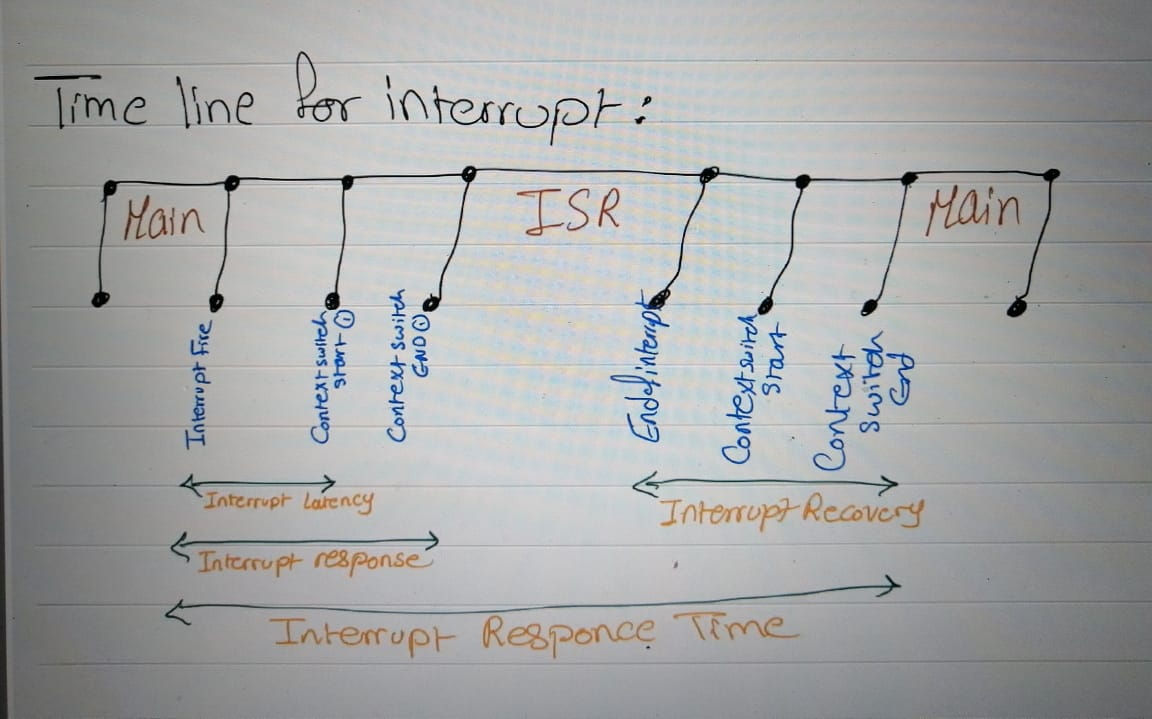 Time line for interrupt:
Main
ISR
Main
Interrupt Fire
Context switch
Start ①
Context switch
END ①
End of interrupt
Context switch
Start
Context
Switch
End
Interrupt Latency
Interrupt Recovery
Interrupt response
Interrupt Responce Time